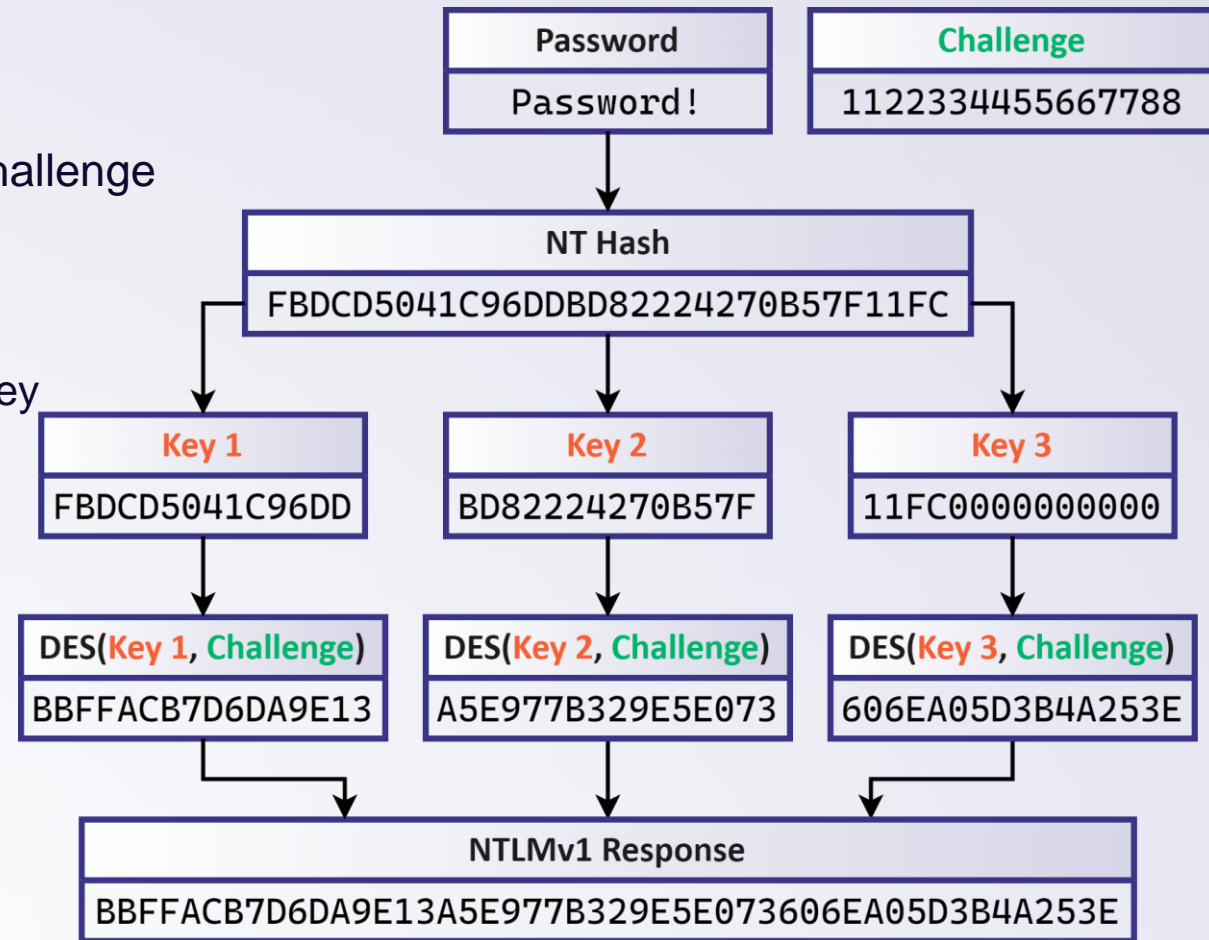 Password
Challenge
Password!
1122334455667788
hallenge
NT Hash
FBDCD5041C96DDBD82224270B57F11FC
ey
Key 1
Key 2
Key 3
FBDCD5041C96DD
BD82224270B57F
11FC0000000000
DES(Key 1, Challenge)
DES(Key 2, Challenge)
DES(Key 3, Challenge)
BBFFACB7D6DA9E13
A5E977B329E5E073
606EA05D3B4A253E
NTLMv1 Response
BBFFACB7D6DA9E13A5E977B329E5E073606EA05D3B4A253E